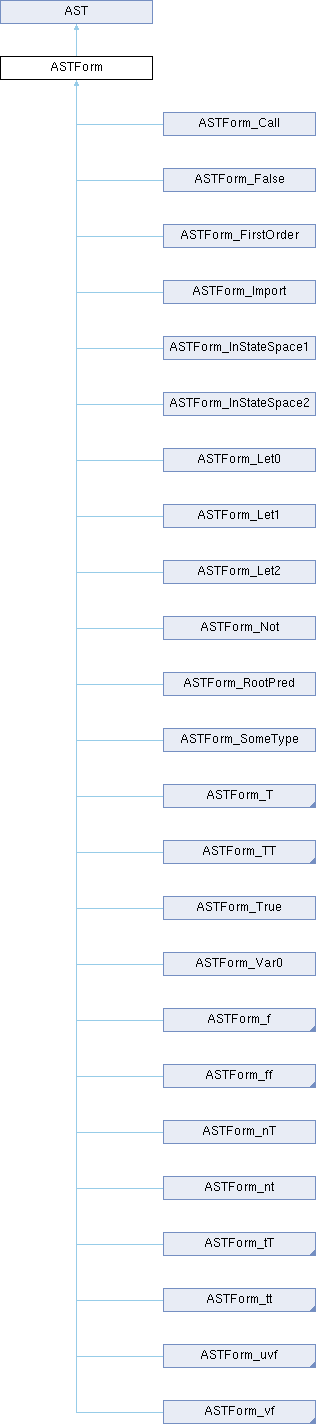 AST
ASTForm
ASTForm_Call
ASTForm_False
ASTForm_FirstOrder
ASTForm_Import
ASTForm_InStateSpace1
ASTForm_InStateSpace2
ASTForm_Let0
ASTForm_Let1
ASTForm_Let2
ASTForm_Not
ASTForm_RootPred
ASTForm_SomeType
ASTForm_T
ASTForm_TT
ASTForm_True
ASTForm_Var0
ASTForm_f
ASTForm_ff
ASTForm_nT
ASTForm_nt
ASTForm_tT
ASTForm_tt
ASTForm_uvf
ASTForm_vf